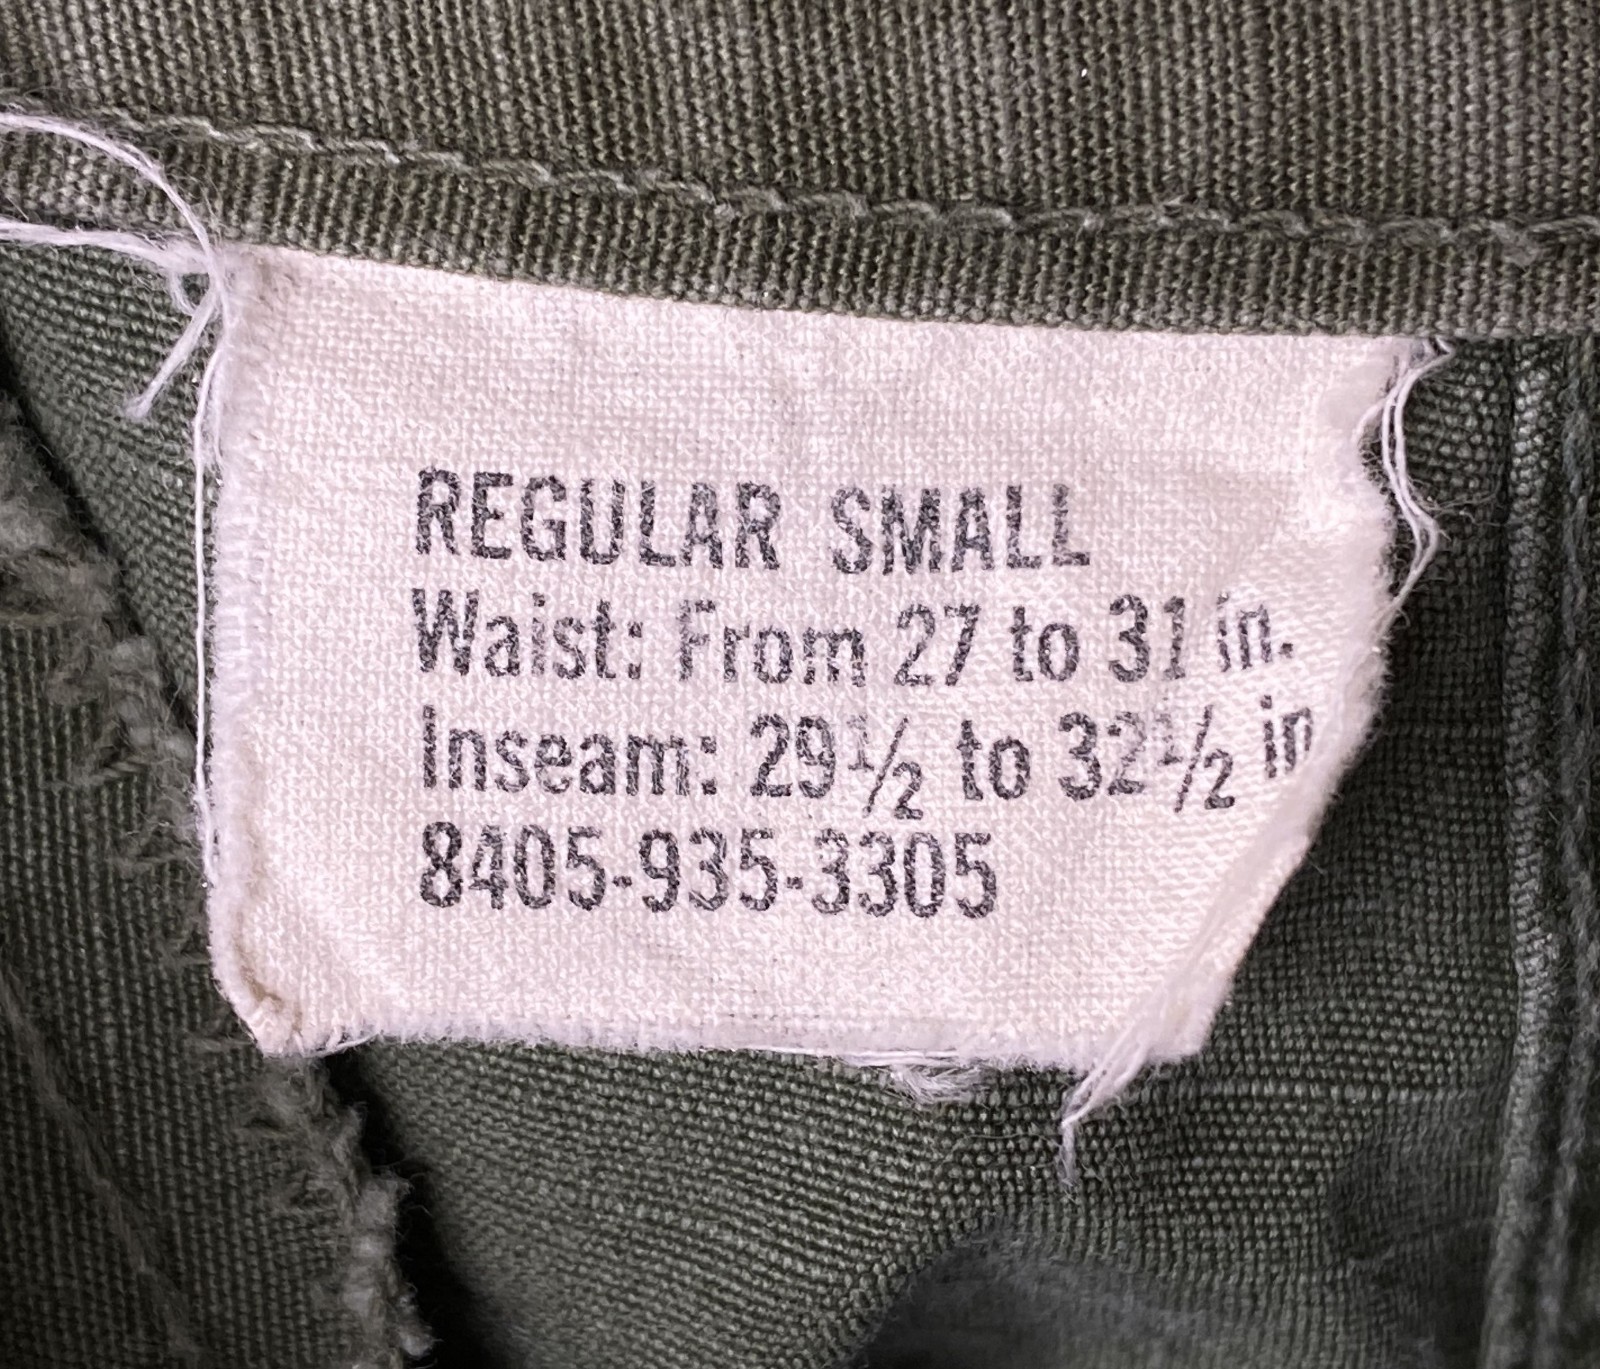 REGULAR SMALL
Waist: From 27 to 31 in.
Inseam: 29½ to 32½ in
8405-935-3305